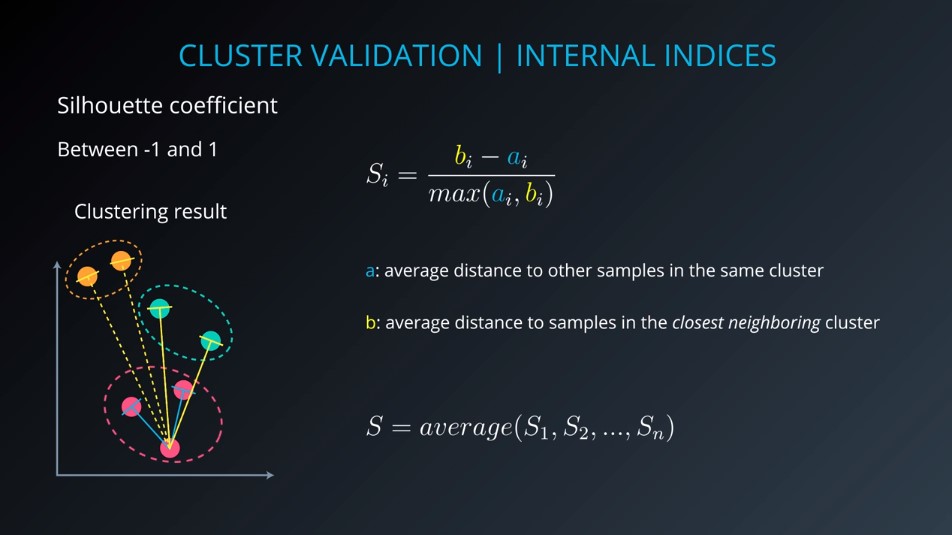 CLUSTER VALIDATION | INTERNAL INDICES
Silhouette coefficient
Between -1 and 1
S_i = \frac{b_i - a_i}{max(a_i, b_i)}
Clustering result
a: average distance to other samples in the same cluster
b: average distance to samples in the closest neighboring cluster
S = average(S_1, S_2, ..., S_n)